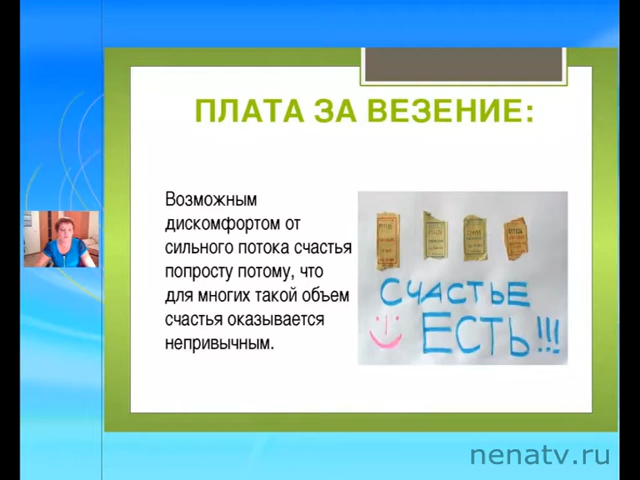 ПЛАТА ЗА ВЕЗЕНИЕ:
Возможным
дискомфортом от
сильного потока счастья
попросту потому, что
для многих такой объем
счастья оказывается
непривычным.
СЧАСТЬЕ
ЕСТЬ!!!
nenatv.ru